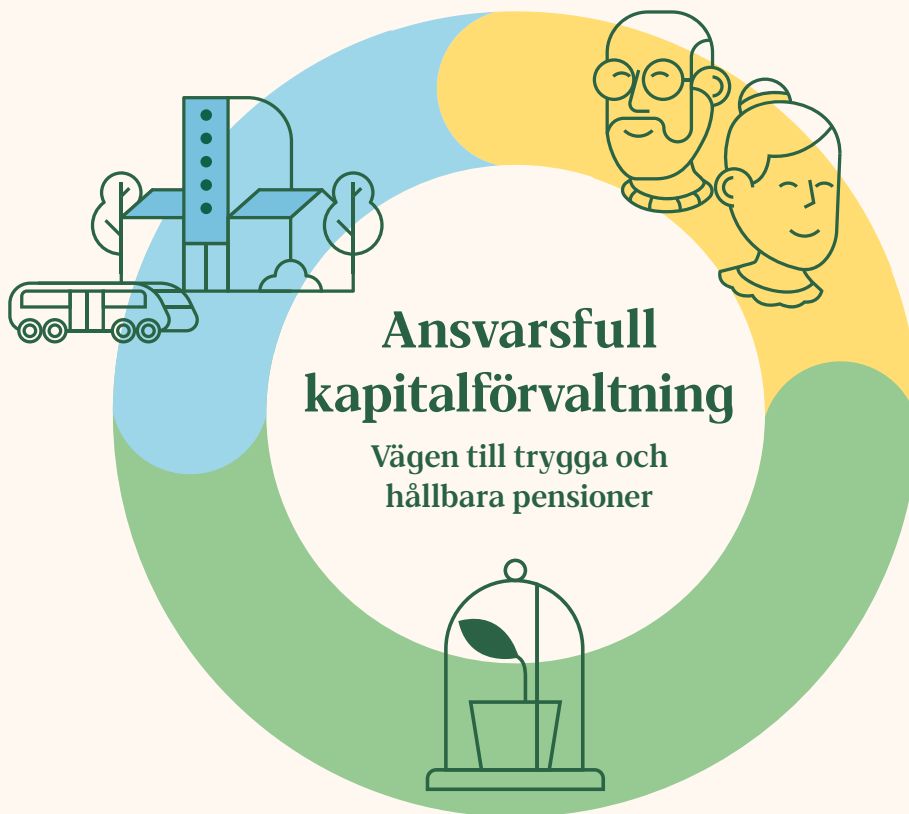 Ansvarsfull
kapitalförvaltning
Vägen till trygga och
hållbara pensioner